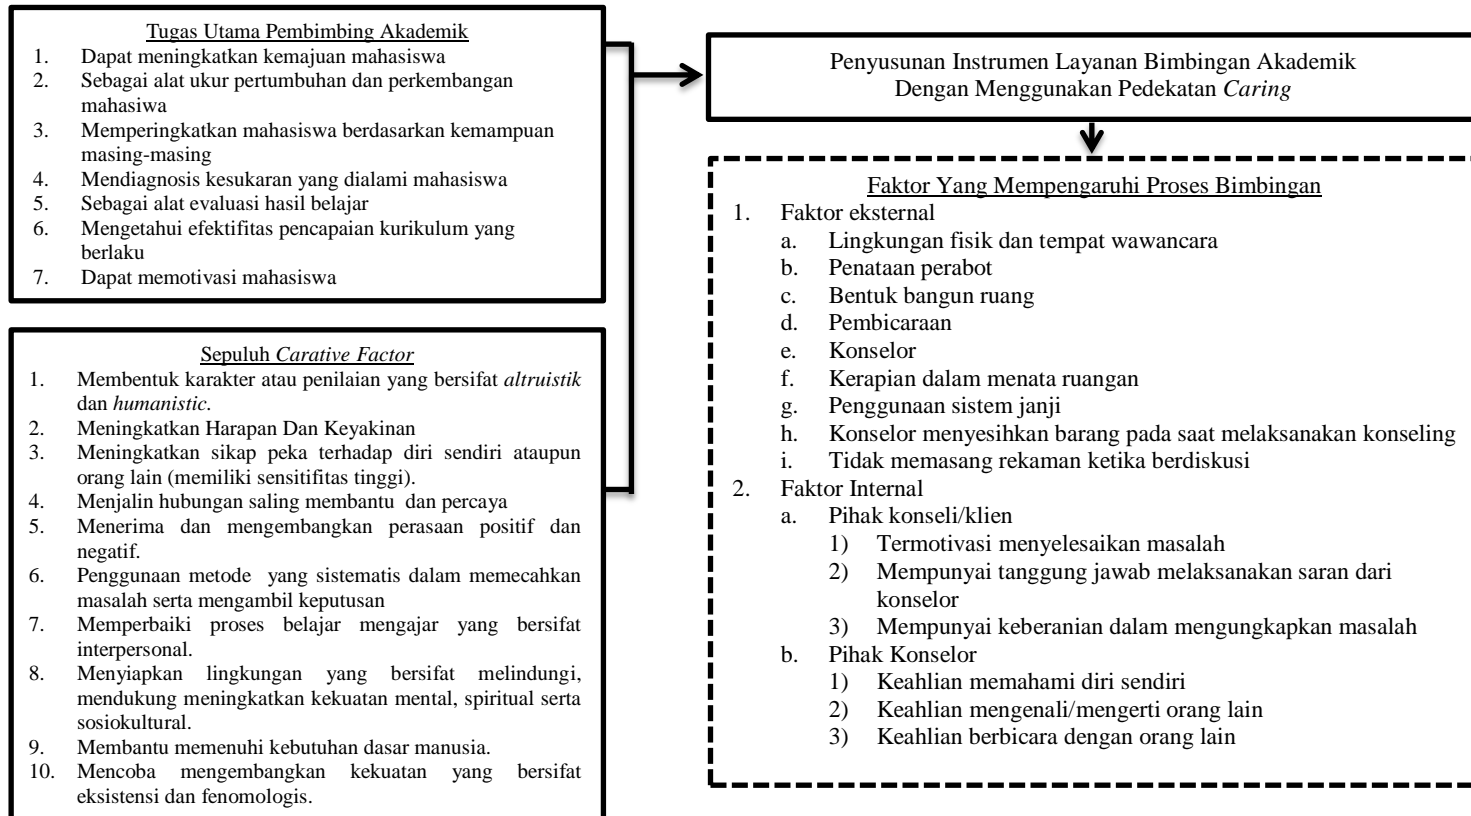 Tugas Utama Pembimbing Akademik
1. Dapat meningkatkan kemajuan mahasiswa
2. Sebagai alat ukur pertumbuhan dan perkembangan
mahasiwa
3. Memperingkatkan mahasiswa berdasarkan kemampuan
masing-masing
4. Mendiagnosis kesukaran yang dialami mahasiswa
5. Sebagai alat evaluasi hasil belajar
6. Mengetahui efektifitas pencapaian kurikulum yang
berlaku
7. Dapat memotivasi mahasiswa
Sepuluh Carative Factor
1. Membentuk karakter atau penilaian yang bersifat altruistik
dan humanistic.
2. Meningkatkan Harapan Dan Keyakinan
3. Meningkatkan sikap peka terhadap diri sendiri ataupun
orang lain (memiliki sensitifitas tinggi).
4. Menjalin hubungan saling membantu dan percaya
5. Menerima dan mengembangkan perasaan positif dan
negatif.
6. Penggunaan metode yang sistematis dalam memecahkan
masalah serta mengambil keputusan
7. Memperbaiki proses belajar mengajar yang bersifat
interpersonal.
8. Menyiapkan lingkungan yang bersifat melindungi,
mendukung meningkatkan kekuatan mental, spiritual serta
sosiokultural.
9. Membantu memenuhi kebutuhan dasar manusia.
10. Mencoba mengembangkan kekuatan yang bersifat
eksistensi dan fenomologis.
Penyusunan Instrumen Layanan Bimbingan Akademik
Dengan Menggunakan Pedekatan Caring
Faktor Yang Mempengaruhi Proses Bimbingan
1. Faktor eksternal
a. Lingkungan fisik dan tempat wawancara
b. Penataan perabot
c. Bentuk bangun ruang
d. Pembicaraan
e. Konselor
f. Kerapian dalam menata ruangan
g. Penggunaan sistem janji
h. Konselor menyesihkan barang pada saat melaksanakan konseling
i. Tidak memasang rekaman ketika berdiskusi
2. Faktor Internal
a. Pihak konseli/klien
1) Termotivasi menyelesaikan masalah
2) Mempunyai tanggung jawab melaksanakan saran dari
konselor
3) Mempunyai keberanian dalam mengungkapkan masalah
b. Pihak Konselor
1) Keahlian memahami diri sendiri
2) Keahlian mengenali/mengerti orang lain
3) Keahlian berbicara dengan orang lain